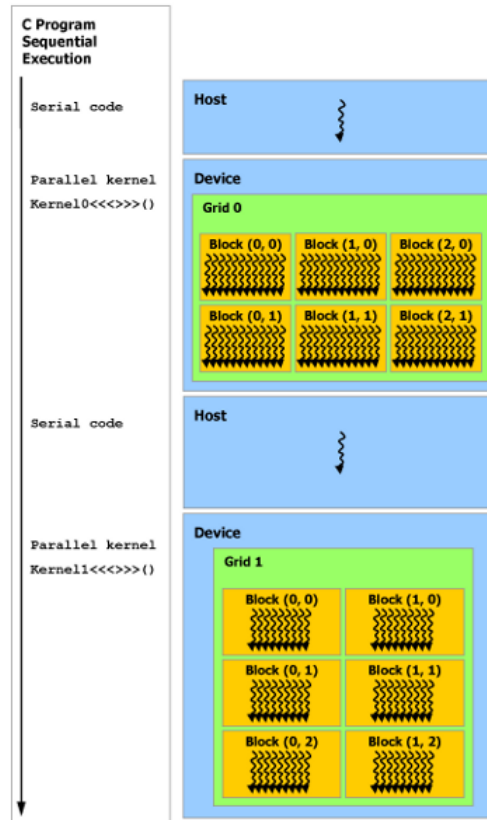 C Program
Sequential
Execution
Serial code
Host
Parallel kernel
Kernel0<<<>>>()
Device
Grid 0
Block (0, 0)
Block (1, 0)
Block (2, 0)
Block (0, 1)
Block (1, 1)
Block (2, 1)
Serial code
Host
Parallel kernel
Kernel1<<<>>>()
Device
Grid 1
Block (0, 0)
Block (1, 0)
Block (0, 1)
Block (1, 1)
Block (0, 2)
Block (1, 2)